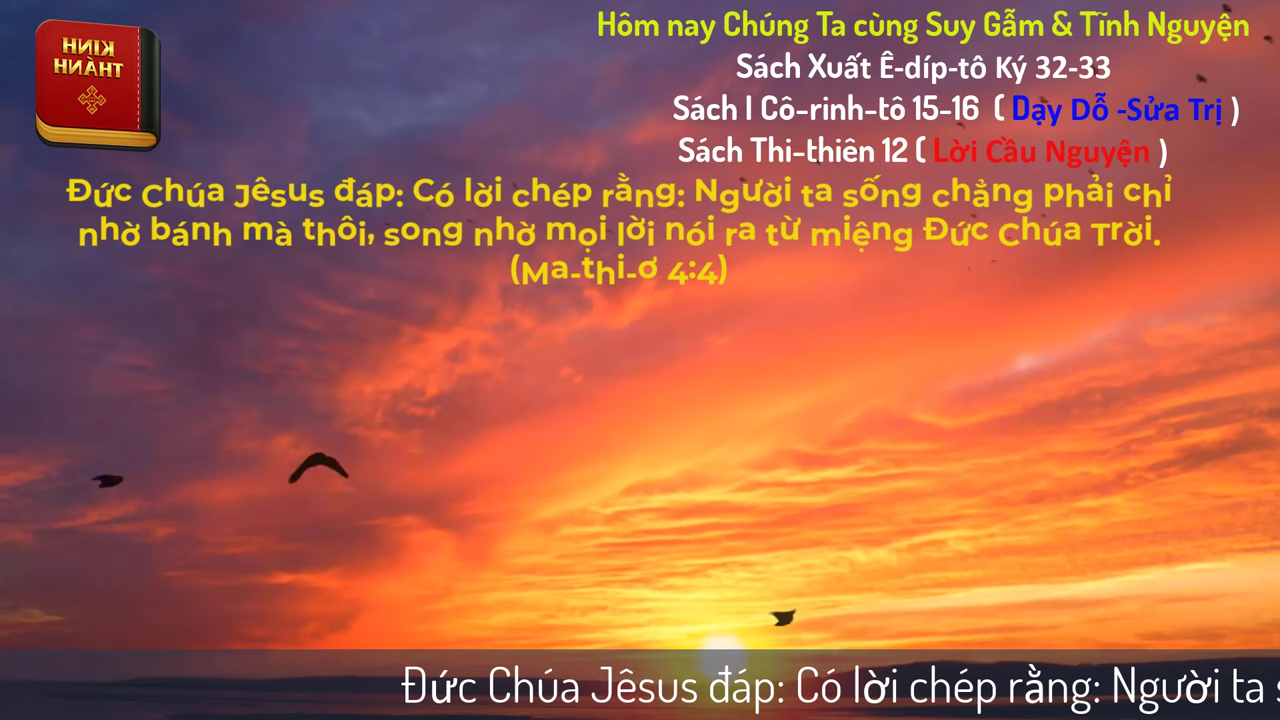 KINH
THÀNH
Hôm nay Chúng Ta cùng Suy Gẫm & Tĩnh Nguyện
Sách Xuất Ê-díp-tô Ký 32-33
Sách I Cô-rinh-tô 15-16 ( Dạy Dỗ -Sửa Trị )
Sách Thi-thiên 12 ( Lời Cầu Nguyện )
Đức Chúa Jêsus đáp: Có lời chép rằng: Người ta sống chẳng phải chỉ
nhờ bánh mà thôi, song nhờ mọi lời nói ra từ miệng Đức Chúa Trời.
(Ma-thi-ơ 4:4)
Đức Chúa Jêsus đáp: Có lời chép rằng: Người ta